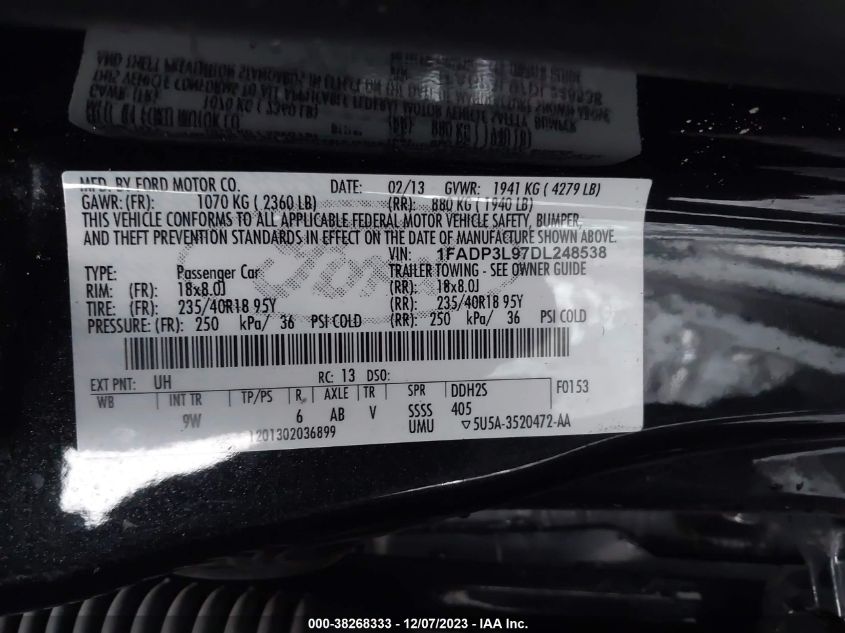 MFD. BY FORD MOTOR CO. DATE: 02/13 GVWR: 1941 KG ( 4279 LB)
GAWR: (FR): 1070 KG ( 2360 LB) (RR): 880 KG ( 1940 LB)
THIS VEHICLE CONFORMS TO ALL APPLICABLE FEDERAL MOTOR VEHICLE SAFETY, BUMPER,
AND THEFT PREVENTION STANDARDS IN EFFECT ON THE DATE OF MANUFACTURE SHOWN ABOVE.
VIN: 1FADP3L97DL248538
TYPE: Passenger Car TRAILER TOWING - SEE OWNER GUIDE
RIM: (FR): 18x8.0J (RR): 18x8.0J
TIRE: (FR): 235/40R18 95Y (RR): 235/40R18 95Y
PRESSURE: (FR): 250 kPa/ 36 PSI COLD (RR): 250 kPa/ 36 PSI COLD
EXT PNT: UH RC: 13 DSO:
WB INT TR TP/PS R AXLE TR SPR DDH2S F0153
9W 6 AB V SSSS 405
1201302036899 UMU ▽5U5A-3520472-AA
000-38268333 - 12/07/2023 - IAA Inc.